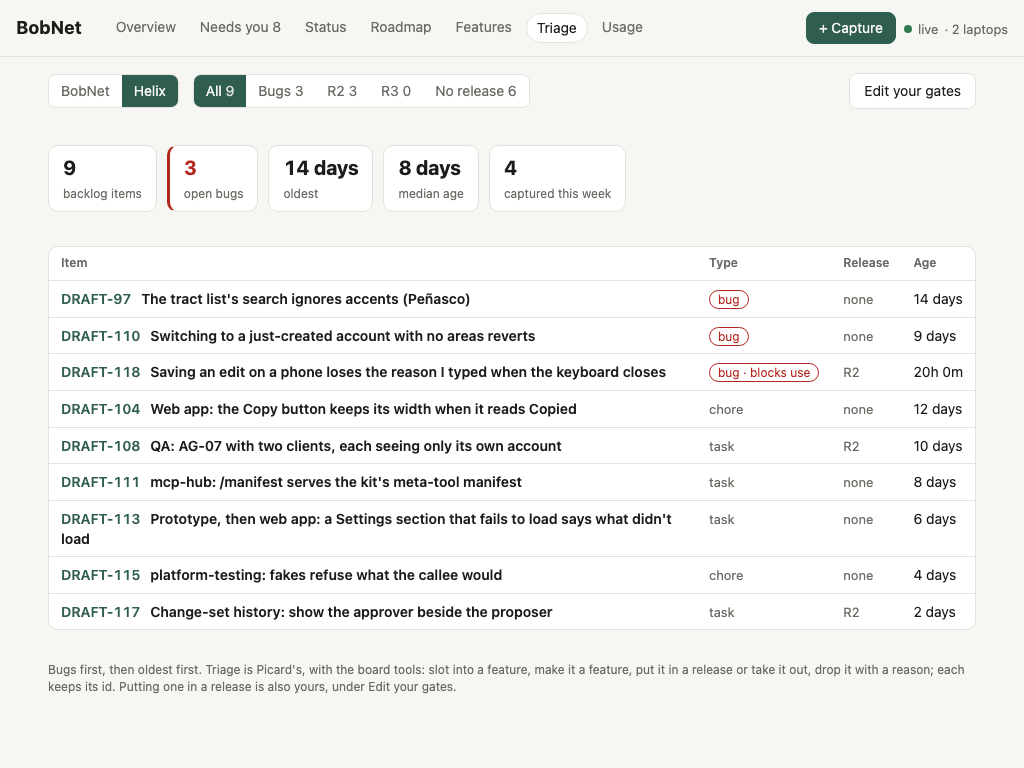 BobNet Overview Needs you 8 Status Roadmap Features Triage Usage + Capture live · 2 laptops
BobNet Helix All 9 Bugs 3 R2 3 R3 0 No release 6 Edit your gates
9 3 14 days 8 days 4
backlog items open bugs oldest median age captured this week
Item Type Release Age
DRAFT-97 The tract list's search ignores accents (Peñasco) bug none 14 days
DRAFT-110 Switching to a just-created account with no areas reverts bug none 9 days
DRAFT-118 Saving an edit on a phone loses the reason I typed when the keyboard closes bug · blocks use R2 20h 0m
DRAFT-104 Web app: the Copy button keeps its width when it reads Copied chore none 12 days
DRAFT-108 QA: AG-07 with two clients, each seeing only its own account task R2 10 days
DRAFT-111 mcp-hub: /manifest serves the kit's meta-tool manifest task none 8 days
DRAFT-113 Prototype, then web app: a Settings section that fails to load says what didn't task none 6 days
load
DRAFT-115 platform-testing: fakes refuse what the callee would chore none 4 days
DRAFT-117 Change-set history: show the approver beside the proposer task R2 2 days
Bugs first, then oldest first. Triage is Picard's, with the board tools: slot into a feature, make it a feature, put it in a release or take it out, drop it with a reason; each
keeps its id. Putting one in a release is also yours, under Edit your gates.